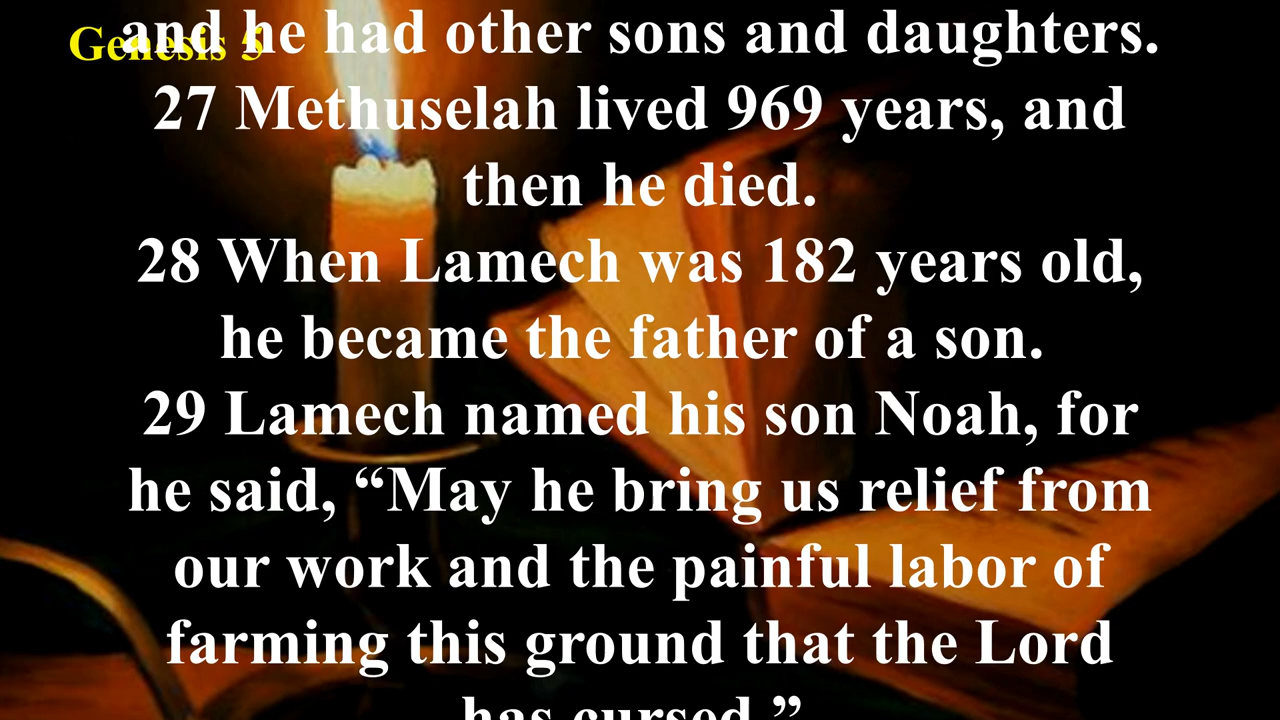 Genesis 5
and he had other sons and daughters.
27 Methuselah lived 969 years, and
then he died.
28 When Lamech was 182 years old,
he became the father of a son.
29 Lamech named his son Noah, for
he said, “May he bring us relief from
our work and the painful labor of
farming this ground that the Lord
has cursed.”